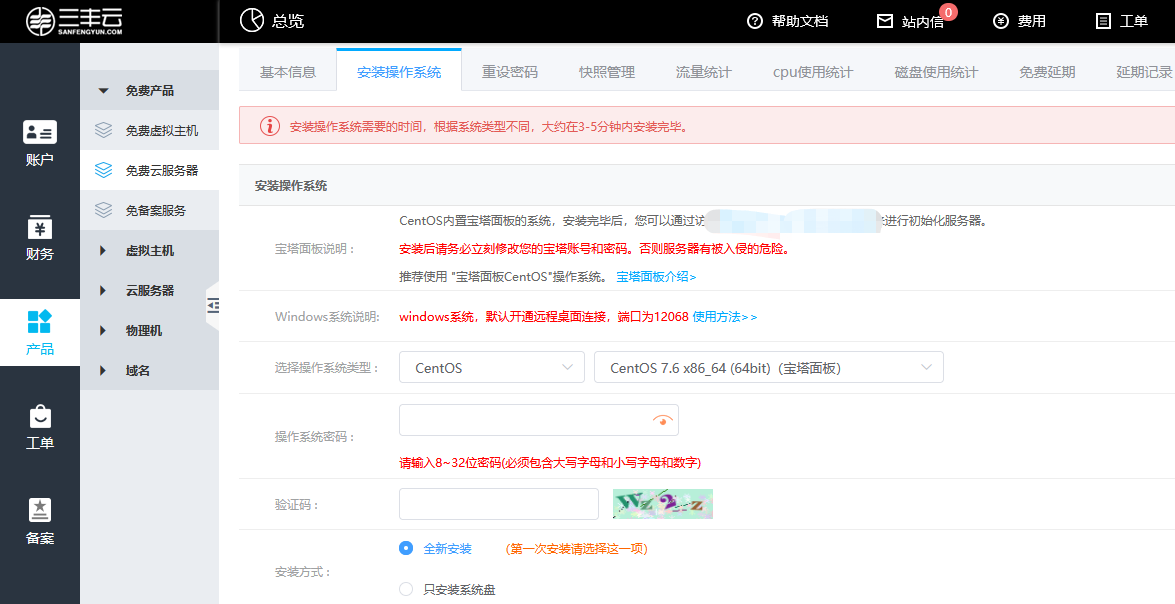 三丰云
SANFENGYUN.COM
总览
帮助文档
站内信
0
费用
工单
账户
财务
产品
工单
备案
免费产品
免费虚拟主机
免费云服务器
免备案服务
虚拟主机
云服务器
物理机
域名
基本信息 安装操作系统 重设密码 快照管理 流量统计 cpu使用统计 磁盘使用统计 免费延期 延期记录
安装操作系统需要的时间，根据系统类型不同，大约在3-5分钟内安装完毕。
安装操作系统
宝塔面板说明：
CentOS内置宝塔面板的系统，安装完毕后，您可以通过访 进行初始化服务器。
安装后请务必立刻修改您的宝塔账号和密码。否则服务器有被入侵的危险。
推荐使用 "宝塔面板CentOS"操作系统。 宝塔面板介绍>
Windows系统说明: windows系统，默认开通远程桌面连接，端口为12068 使用方法>>
选择操作系统类型： CentOS CentOS 7.6 x86_64 (64bit)（宝塔面板）
操作系统密码：
请输入8~32位密码(必须包含大写字母和小写字母和数字)
验证码： Wz2z
安装方式：
全新安装 (第一次安装请选择这一项)
只安装系统盘